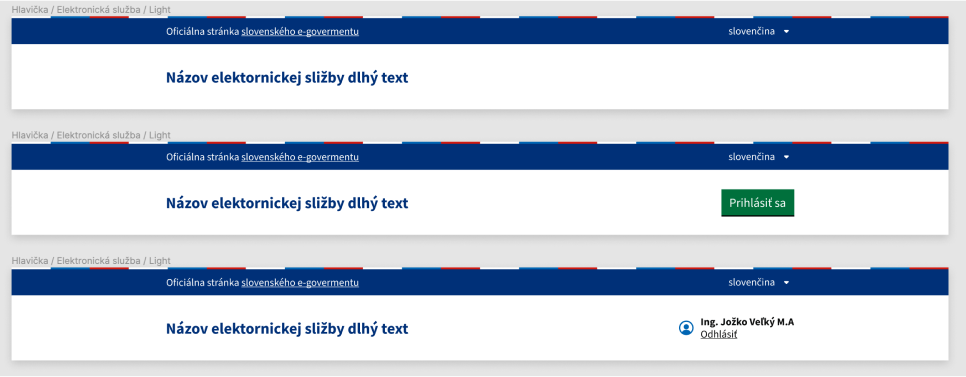 Hlavička / Elektronická služba / Light
Oficiálna stránka slovenského e-govermentu
slovenčina
Názov elektornickej sližby dlhý text
Hlavička / Elektronická služba / Light
Oficiálna stránka slovenského e-govermentu
slovenčina
Názov elektornickej sližby dlhý text
Prihlásiť sa
Hlavička / Elektronická služba / Light
Oficiálna stránka slovenského e-govermentu
slovenčina
Názov elektornickej sližby dlhý text
Ing. Jožko Veľký M.A
Odhlásiť